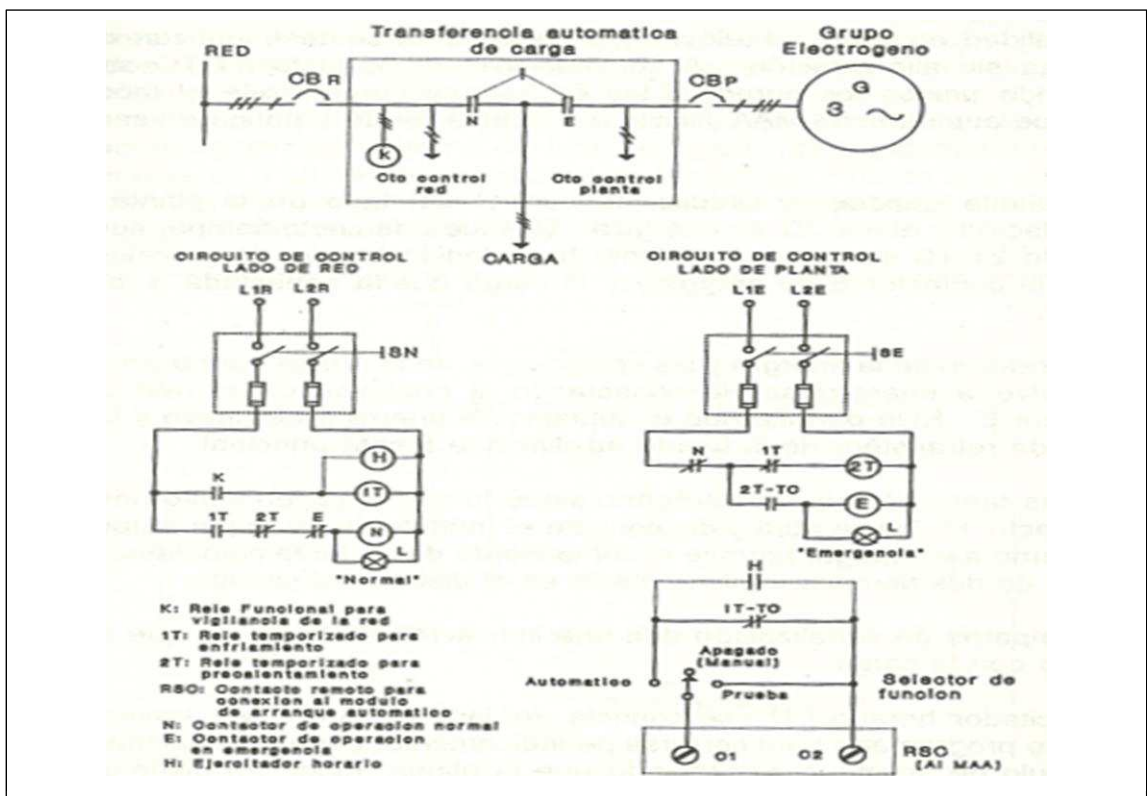 Transferencia automatica
de carga
Grupo
Electrogeno
RED
CBR
CBP
G
3
N
E
k
Cto control
red
Cto control
planta
CARGA
CIRCUITO DE CONTROL
LADO DE RED
L1R
L2R
SN
H
K
1T
1T
2T
E
N
L
"Normal"
CIRCUITO DE CONTROL
LADO DE PLANTA
L1E
L2E
SE
N
1T
2T
2T-TO
E
L
"Emergencia"
K: Rele Funcional para
vigilancia de la red
1T: Rele temporizado para
enfriamiento
2T: Rele temporizado para
precalentamiento
RSC: Contacto remoto para
conexion al modulo
de arranque automatico
N: Contactor de operacion normal
E: Contactor de operacion
en emergencia
H: Ejercitador horario
H
1T-TO
Apagado
(Manual)
Automatico
Prueba
Selector de
funcion
O1
O2
RSC
(Al MAA)